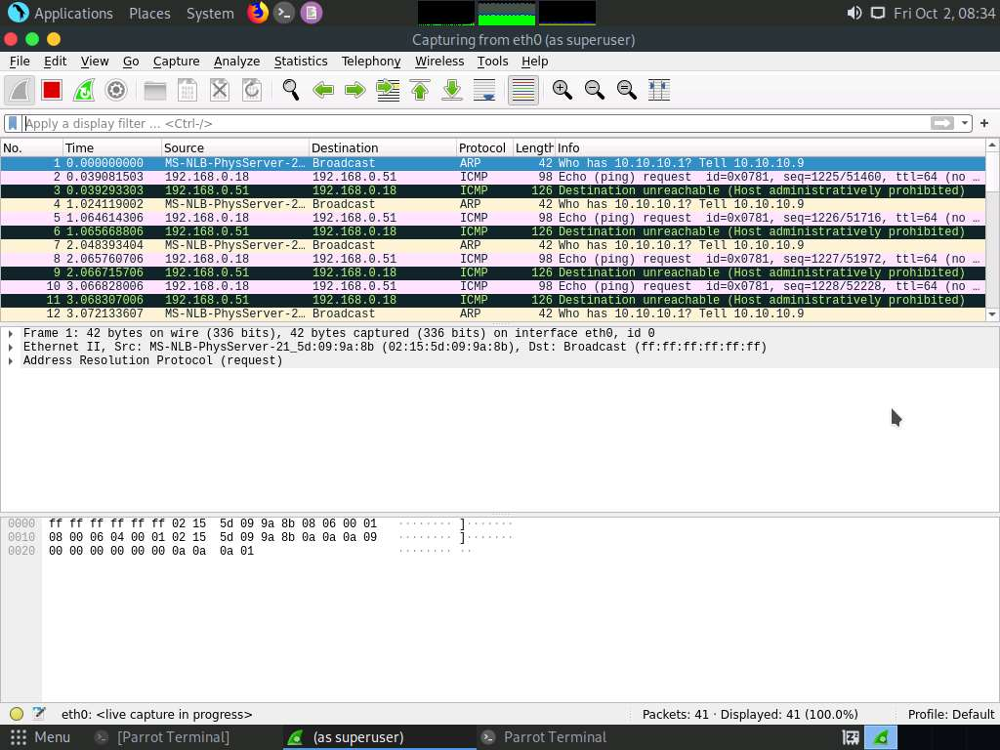 Applications Places System Fri Oct 2, 08:34
Capturing from eth0 (as superuser)
File Edit View Go Capture Analyze Statistics Telephony Wireless Tools Help
Apply a display filter ... <Ctrl-/>
No. Time Source Destination Protocol Length Info
1 0.000000000 MS-NLB-PhysServer-2… Broadcast ARP 42 Who has 10.10.10.1? Tell 10.10.10.9
2 0.039081503 192.168.0.18 192.168.0.51 ICMP 98 Echo (ping) request id=0x0781, seq=1225/51460, ttl=64 (no …
3 0.039293303 192.168.0.51 192.168.0.18 ICMP 126 Destination unreachable (Host administratively prohibited)
4 1.024119002 MS-NLB-PhysServer-2… Broadcast ARP 42 Who has 10.10.10.1? Tell 10.10.10.9
5 1.064614306 192.168.0.18 192.168.0.51 ICMP 98 Echo (ping) request id=0x0781, seq=1226/51716, ttl=64 (no …
6 1.065668806 192.168.0.51 192.168.0.18 ICMP 126 Destination unreachable (Host administratively prohibited)
7 2.048393404 MS-NLB-PhysServer-2… Broadcast ARP 42 Who has 10.10.10.1? Tell 10.10.10.9
8 2.065760706 192.168.0.18 192.168.0.51 ICMP 98 Echo (ping) request id=0x0781, seq=1227/51972, ttl=64 (no …
9 2.066715706 192.168.0.51 192.168.0.18 ICMP 126 Destination unreachable (Host administratively prohibited)
10 3.066828006 192.168.0.18 192.168.0.51 ICMP 98 Echo (ping) request id=0x0781, seq=1228/52228, ttl=64 (no …
11 3.068307006 192.168.0.51 192.168.0.18 ICMP 126 Destination unreachable (Host administratively prohibited)
12 3.072133607 MS-NLB-PhysServer-2… Broadcast ARP 42 Who has 10.10.10.1? Tell 10.10.10.9
Frame 1: 42 bytes on wire (336 bits), 42 bytes captured (336 bits) on interface eth0, id 0
Ethernet II, Src: MS-NLB-PhysServer-21_5d:09:9a:8b (02:15:5d:09:9a:8b), Dst: Broadcast (ff:ff:ff:ff:ff:ff)
Address Resolution Protocol (request)
0000 ff ff ff ff ff ff 02 15 5d 09 9a 8b 08 06 00 01 ········ ]·······
0010 08 00 06 04 00 01 02 15 5d 09 9a 8b 0a 0a 0a 09 ········ ]·······
0020 00 00 00 00 00 00 0a 0a 0a 01 ········ ··
eth0: <live capture in progress> Packets: 41 · Displayed: 41 (100.0%) Profile: Default
Menu [Parrot Terminal] (as superuser) Parrot Terminal